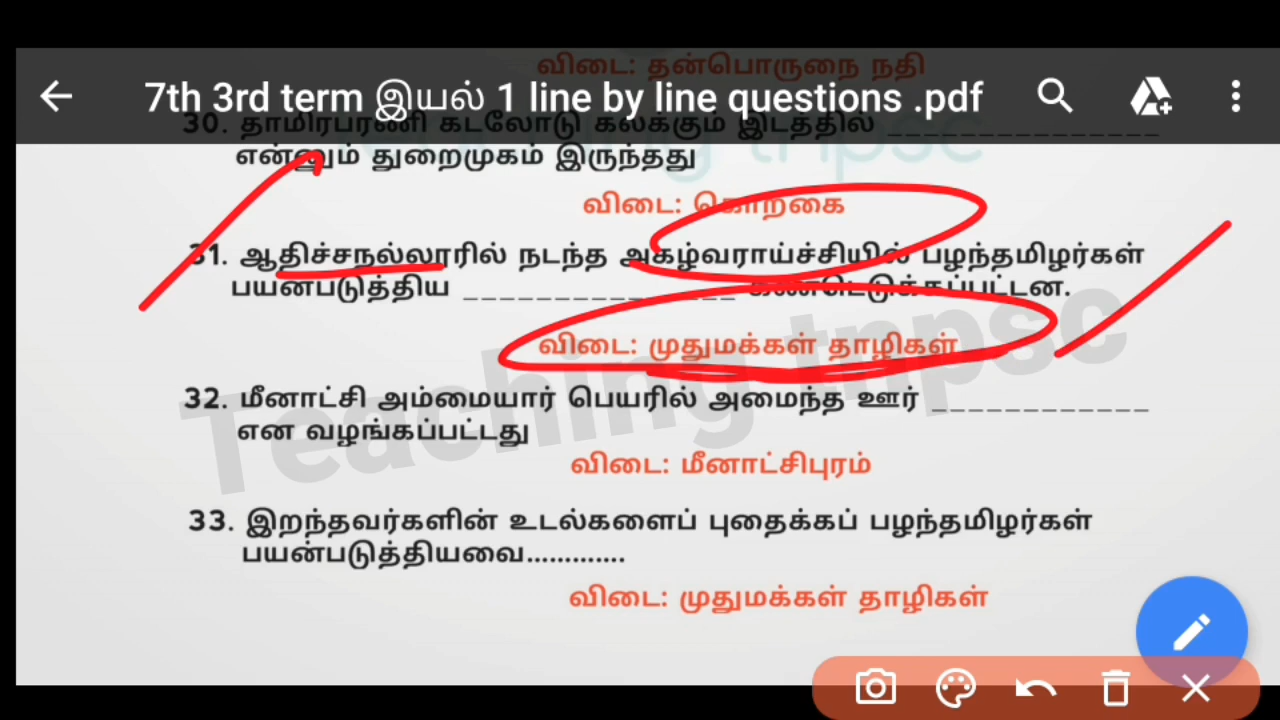 விடை: தன்பொருநை நதி
7th 3rd term இயல் 1 line by line questions .pdf
30. தாமிரபரணி கடலோடு கலக்கும் இடத்தில் _______________
என்னும் துறைமுகம் இருந்தது
விடை: கொற்கை
31. ஆதிச்சநல்லூரில் நடந்த அகழ்வராய்ச்சியில் பழந்தமிழர்கள்
பயன்படுத்திய _______________ கண்டெடுக்கப்பட்டன.
விடை: முதுமக்கள் தாழிகள்
32. மீனாட்சி அம்மையார் பெயரில் அமைந்த ஊர் ____________
என வழங்கப்பட்டது
விடை: மீனாட்சிபுரம்
33. இறந்தவர்களின் உடல்களைப் புதைக்கப் பழந்தமிழர்கள்
பயன்படுத்தியவை.............
விடை: முதுமக்கள் தாழிகள்
Teaching tnpsc